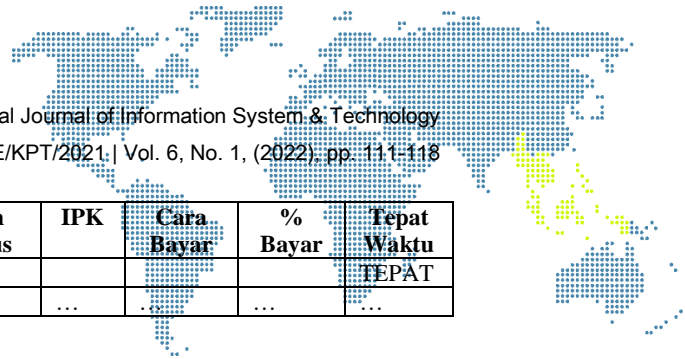 al Journal of Information System & Technology
E/KPT/2021 | Vol. 6, No. 1, (2022), pp. 111-118
IPK Cara %  Tepat
us Bayar Bayar Waktu
TEPAT
… … … …